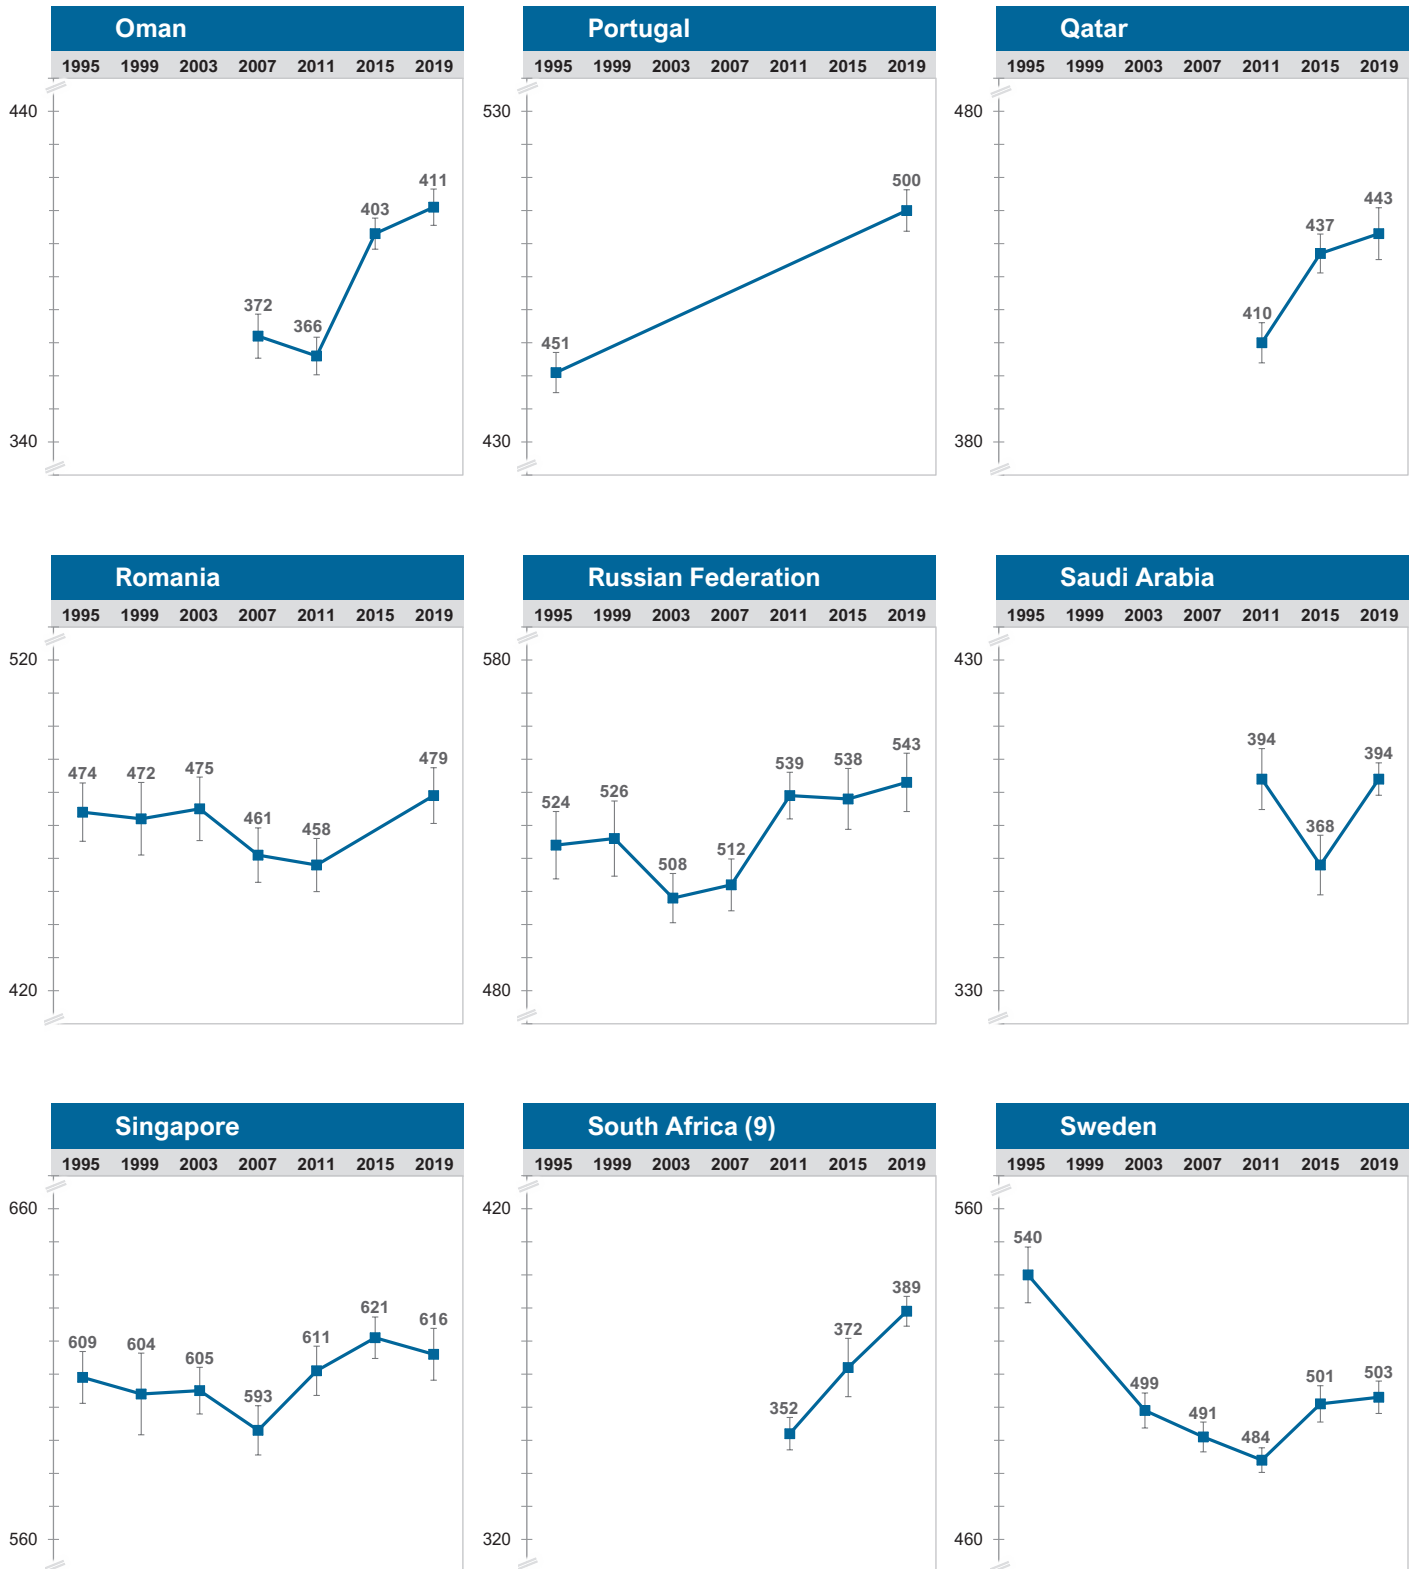 Oman
1995 1999 2003 2007 2011 2015 2019
440
411
403
372
366
340
Portugal
1995 1999 2003 2007 2011 2015 2019
530
500
451
430
Qatar
1995 1999 2003 2007 2011 2015 2019
480
443
437
410
380
Romania
1995 1999 2003 2007 2011 2015 2019
520
474 472 475 461 458 479
420
Russian Federation
1995 1999 2003 2007 2011 2015 2019
580
524 526 508 512 539 538 543
480
Saudi Arabia
1995 1999 2003 2007 2011 2015 2019
430
394 368 394
330
Singapore
1995 1999 2003 2007 2011 2015 2019
660
609 604 605 593 611 621 616
560
South Africa (9)
1995 1999 2003 2007 2011 2015 2019
420
352 372 389
320
Sweden
1995 1999 2003 2007 2011 2015 2019
560
540 499 491 484 501 503
460